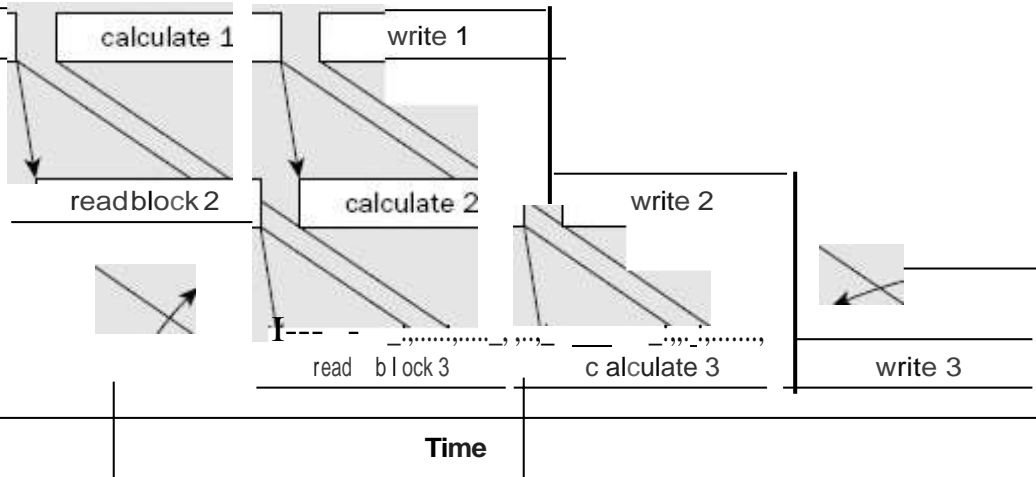 calculate 1 write 1
readblock 2 calculate 2 write 2
read block 3 calculate 3 write 3
Time